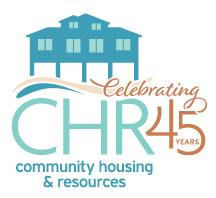 Celebrating
CHR 45
YEARS
community housing
& resources